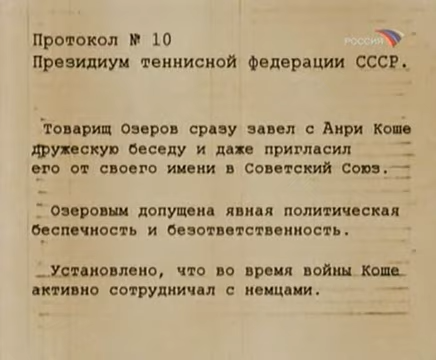 РОССИЯ
Протокол № 10
Президиум теннисной федерации СССР.
Товарищ Озеров сразу завел с Анри Коше
дружескую беседу и даже пригласил
его от своего имени в Советский Союз.
Озеровым допущена явная политическая
беспечность и безответственность.
Установлено, что во время войны Коше
активно сотрудничал с немцами.